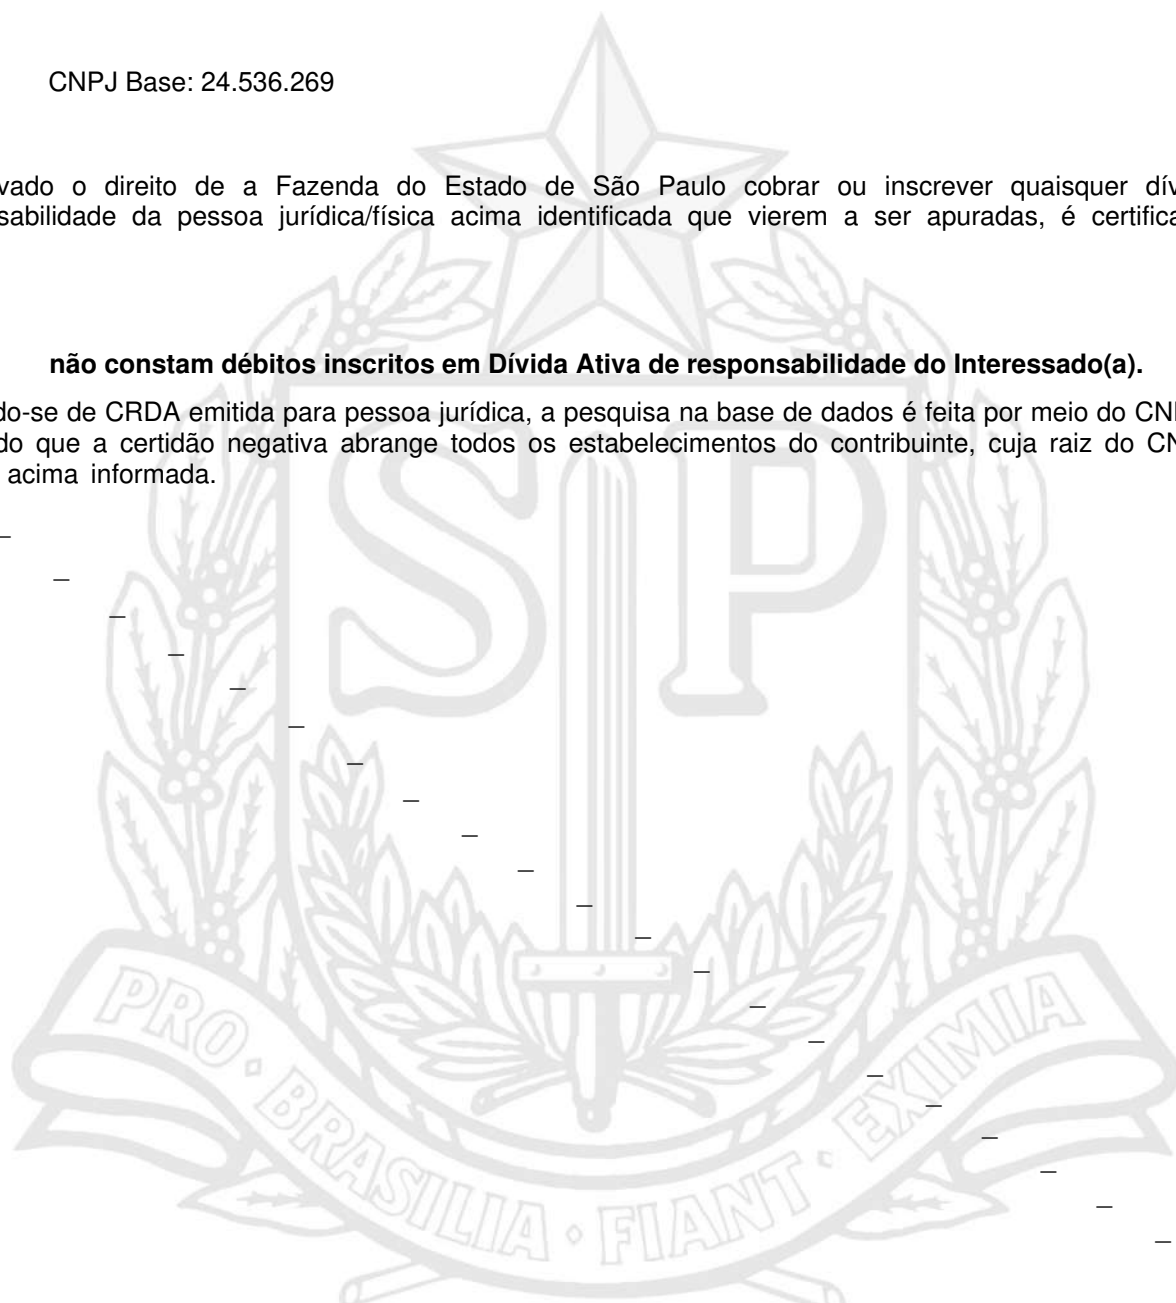 CNPJ Base: 24.536.269
vado o direito de a Fazenda do Estado de São Paulo cobrar ou inscrever quaisquer dív
sabilidade da pessoa jurídica/física acima identificada que vierem a ser apuradas, é certifica
não constam débitos inscritos em Dívida Ativa de responsabilidade do Interessado(a).
do-se de CRDA emitida para pessoa jurídica, a pesquisa na base de dados é feita por meio do CN
do que a certidão negativa abrange todos os estabelecimentos do contribuinte, cuja raiz do CN
acima informada.
SP
PRO • BRASILIA • FIANT • EXIMIA